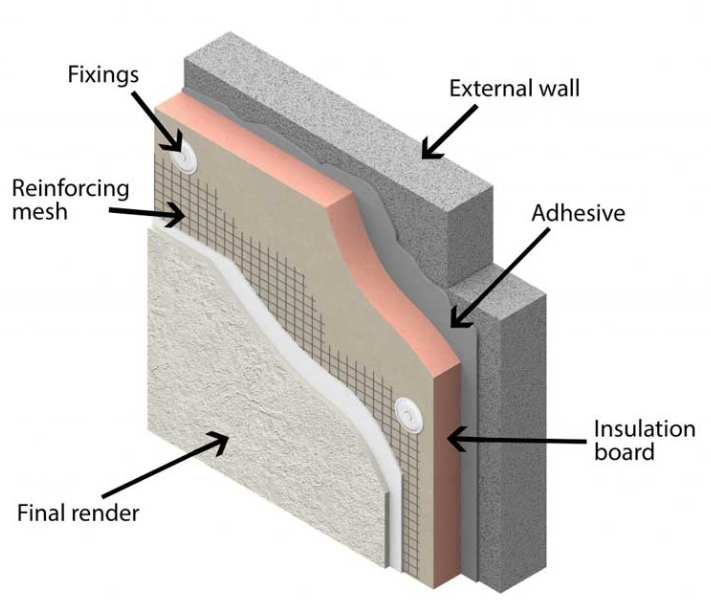 Fixings
External wall
Reinforcing
mesh
Adhesive
Insulation
board
Final render